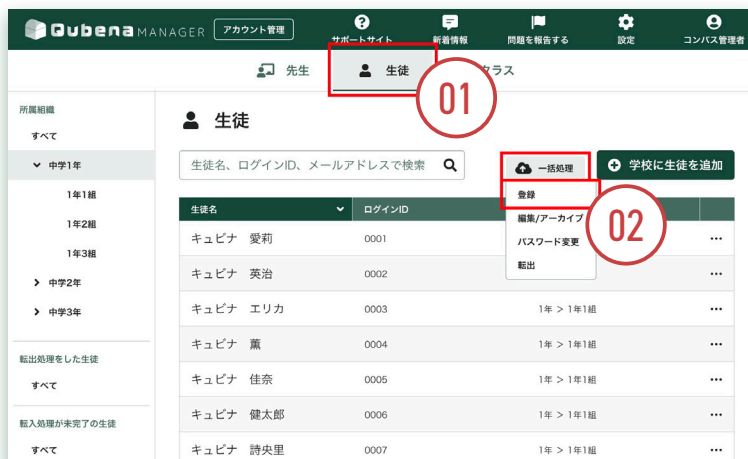 Qubena MANAGER アカウント管理 サポートサイト 新着情報 問題を報告する 設定 コンパス管理者
先生 生徒 ラス
01
所属組織
すべて
中学1年
1年1組
1年2組
1年3組
中学2年
中学3年
転出処理をした生徒
すべて
転入処理が未完了の生徒
すべて
生徒
生徒名、ログインID、メールアドレスで検索 一括処理 学校に生徒を追加
登録
編集/アーカイブ
パスワード変更
転出
02
生徒名 ログインID
キュビナ 愛莉 0001
キュビナ 英治 0002
キュビナ エリカ 0003 1年 > 1年1組
キュビナ 薫 0004 1年 > 1年1組
キュビナ 佳奈 0005 1年 > 1年1組
キュビナ 健太郎 0006 1年 > 1年1組
キュビナ 詩央里 0007 1年 > 1年1組